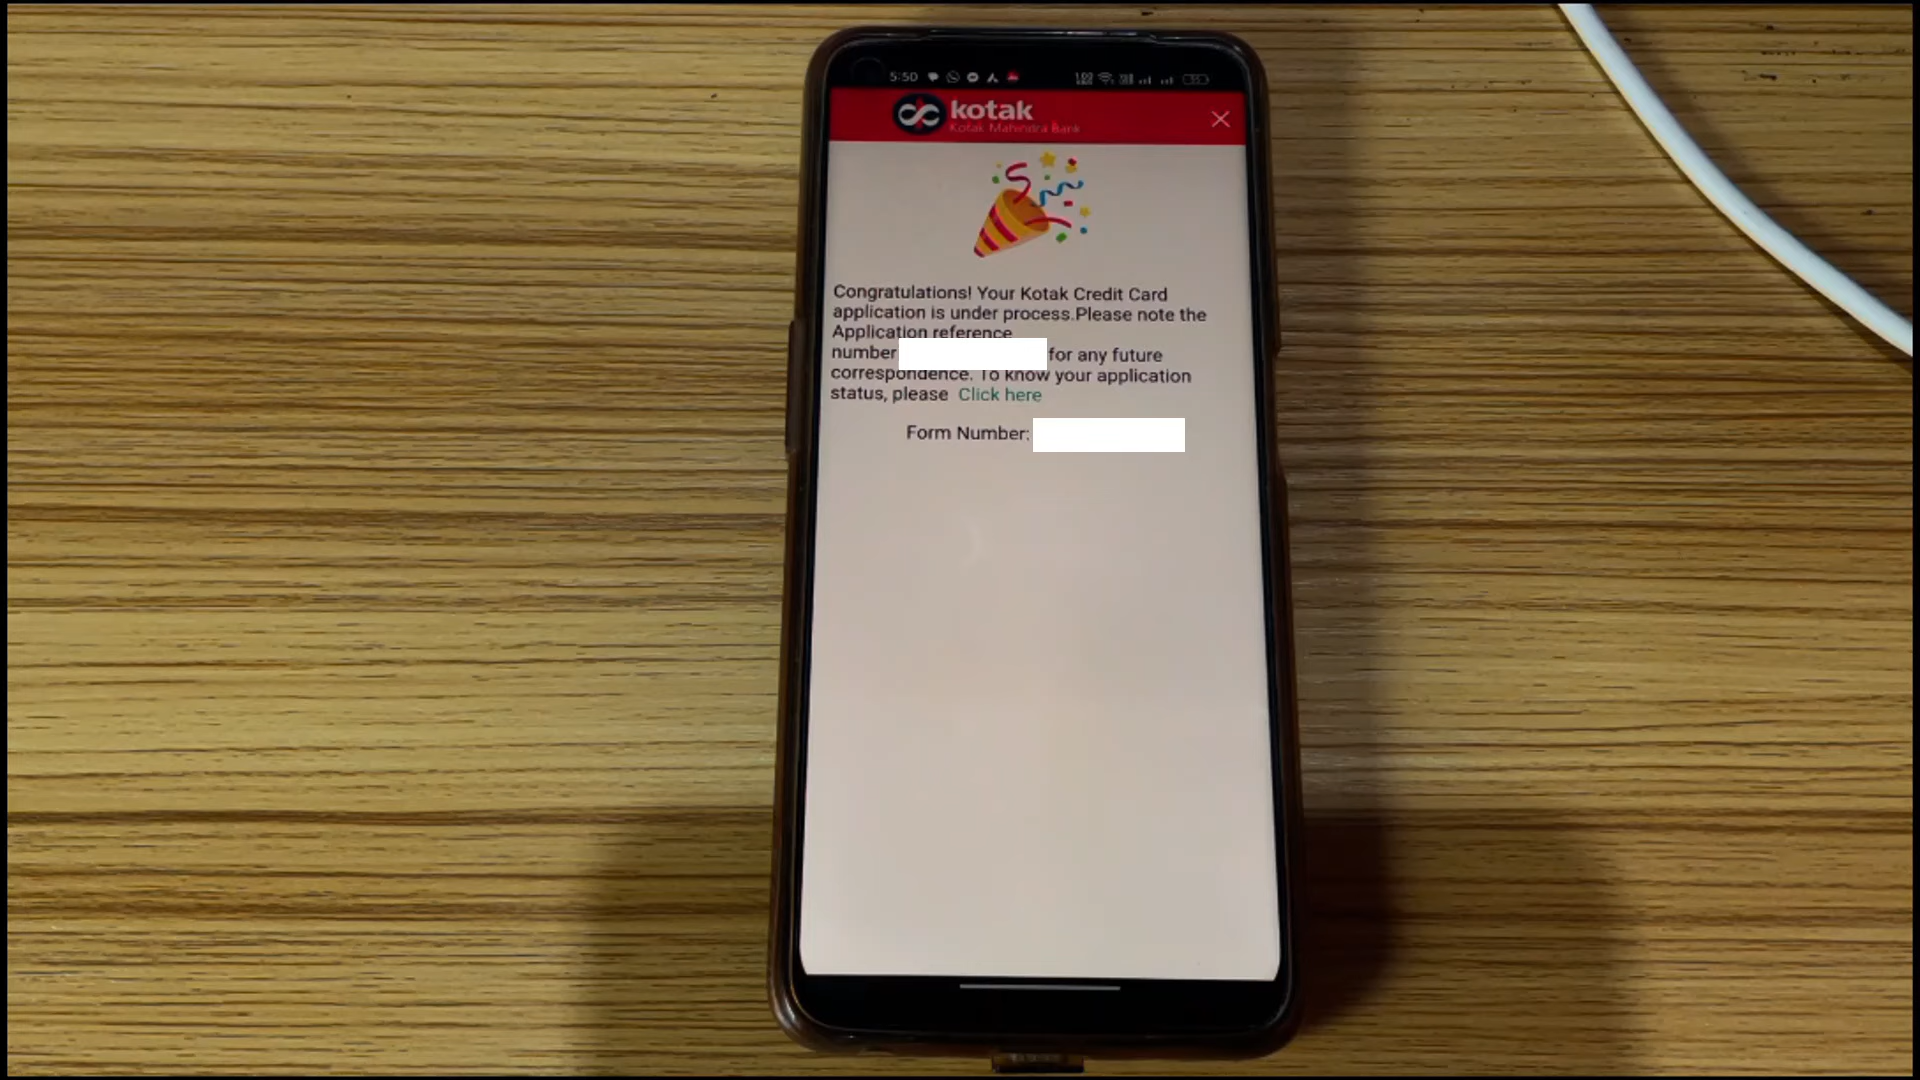 5:50
kotak
Kotak Mahindra Bank
Congratulations! Your Kotak Credit Card
application is under process.Please note the
Application reference
number for any future
correspondence. To know your application
status, please Click here
Form Number: